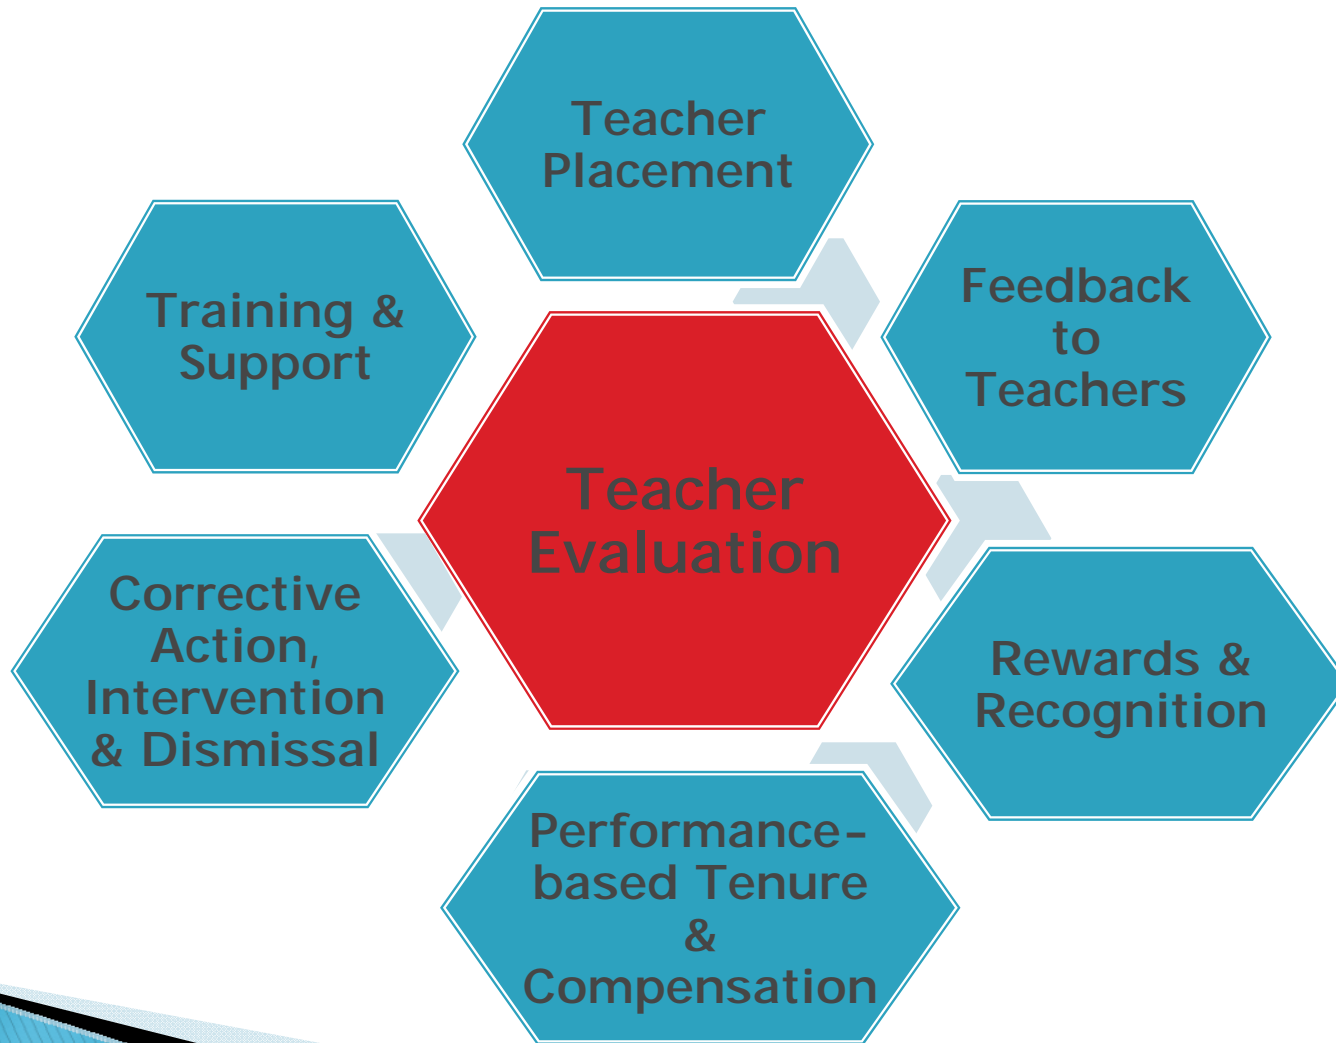 Teacher
Placement
Feedback
to
Teachers
Training &
Support
Teacher
Evaluation
Corrective
Action,
Intervention
& Dismissal
Rewards &
Recognition
Performance-
based Tenure
&
Compensation